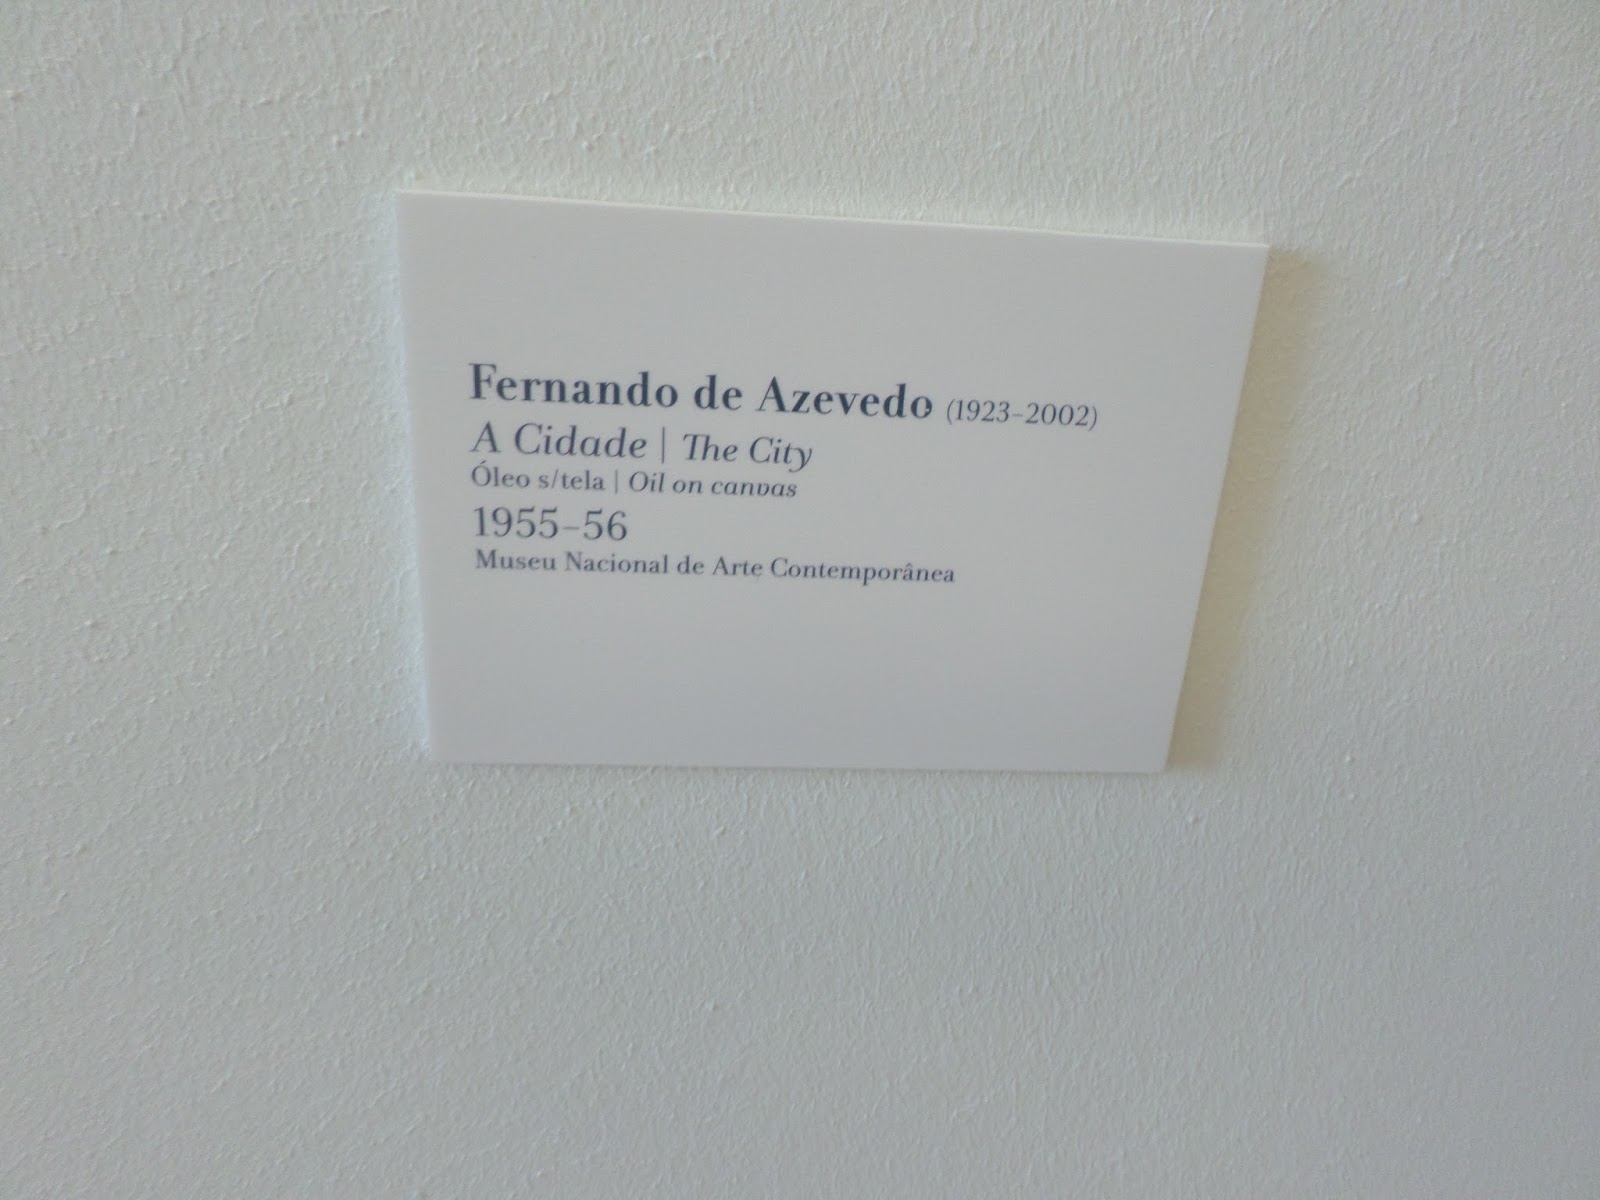 Fernando de Azevedo (1923–2002)
A Cidade | The City
Óleo s/tela | Oil on canvas
1955–56
Museu Nacional de Arte Contemporânea